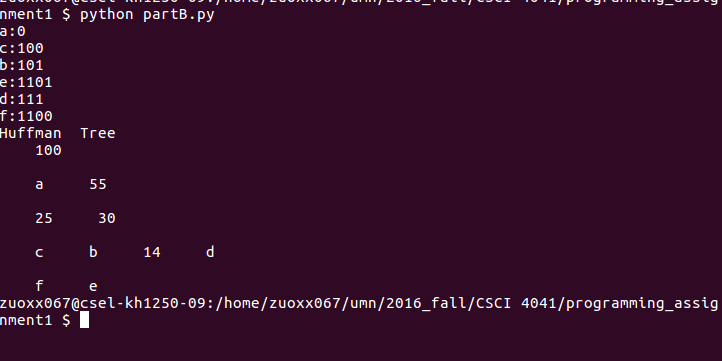 zuoxx067@csel-kh1250-09:/home/zuoxx067/umn/2016_fall/CSCI 4041/programming_assig
nment1 $ python partB.py
a:0
c:100
b:101
e:1101
d:111
f:1100
Huffman  Tree
100
a 55
25 30
c b 14 d
f e
zuoxx067@csel-kh1250-09:/home/zuoxx067/umn/2016_fall/CSCI 4041/programming_assig
nment1 $